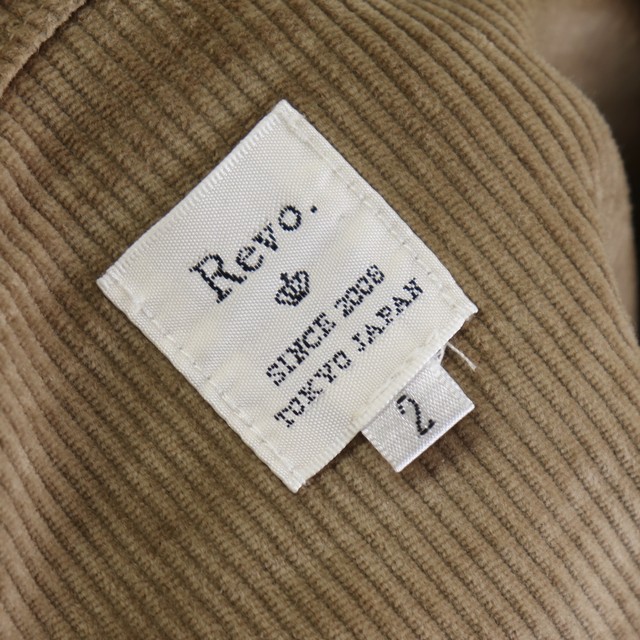 Revo.
SINCE 2008
TOKYO JAPAN
2